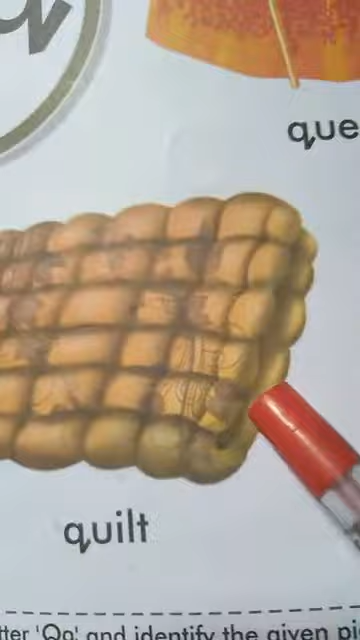 que
quilt
tter 'Qq' and identify the given pi